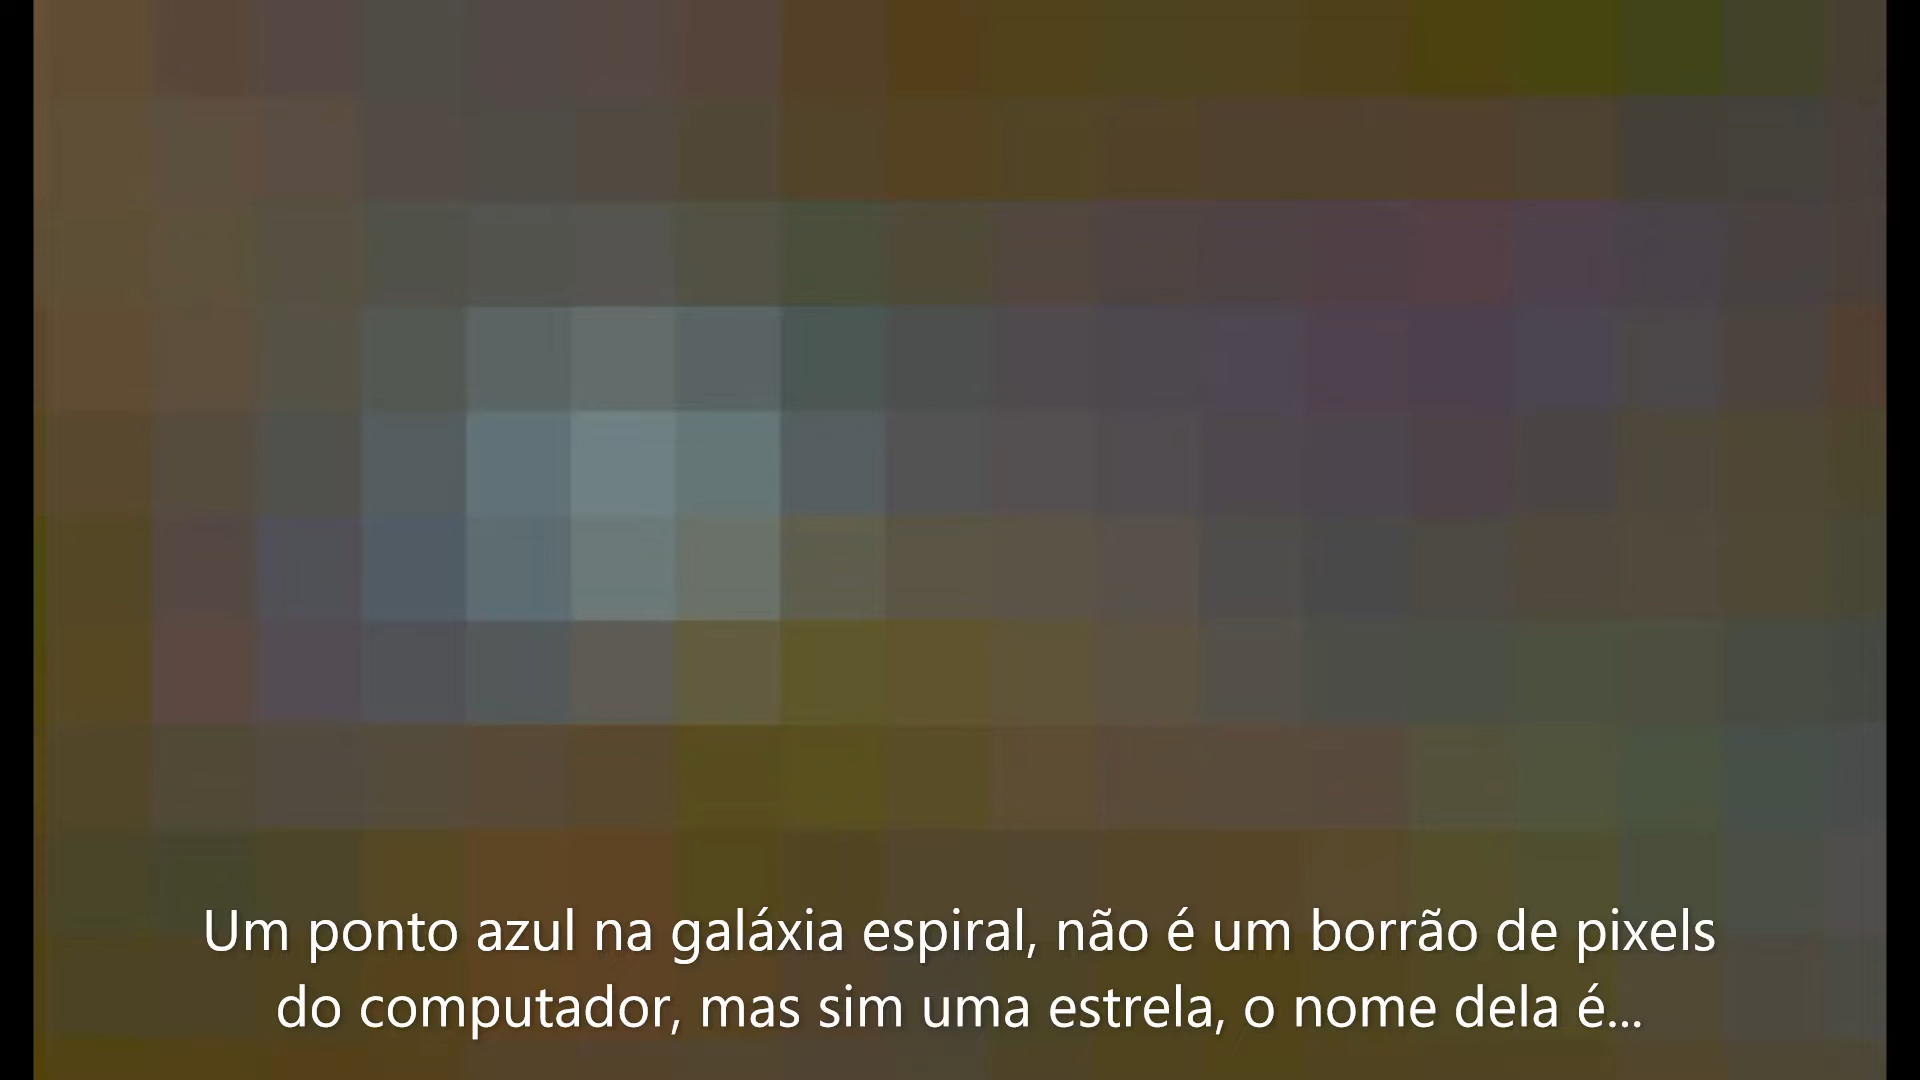 Um ponto azul na galáxia espiral, não é um borrão de pixels
do computador, mas sim uma estrela, o nome dela é...